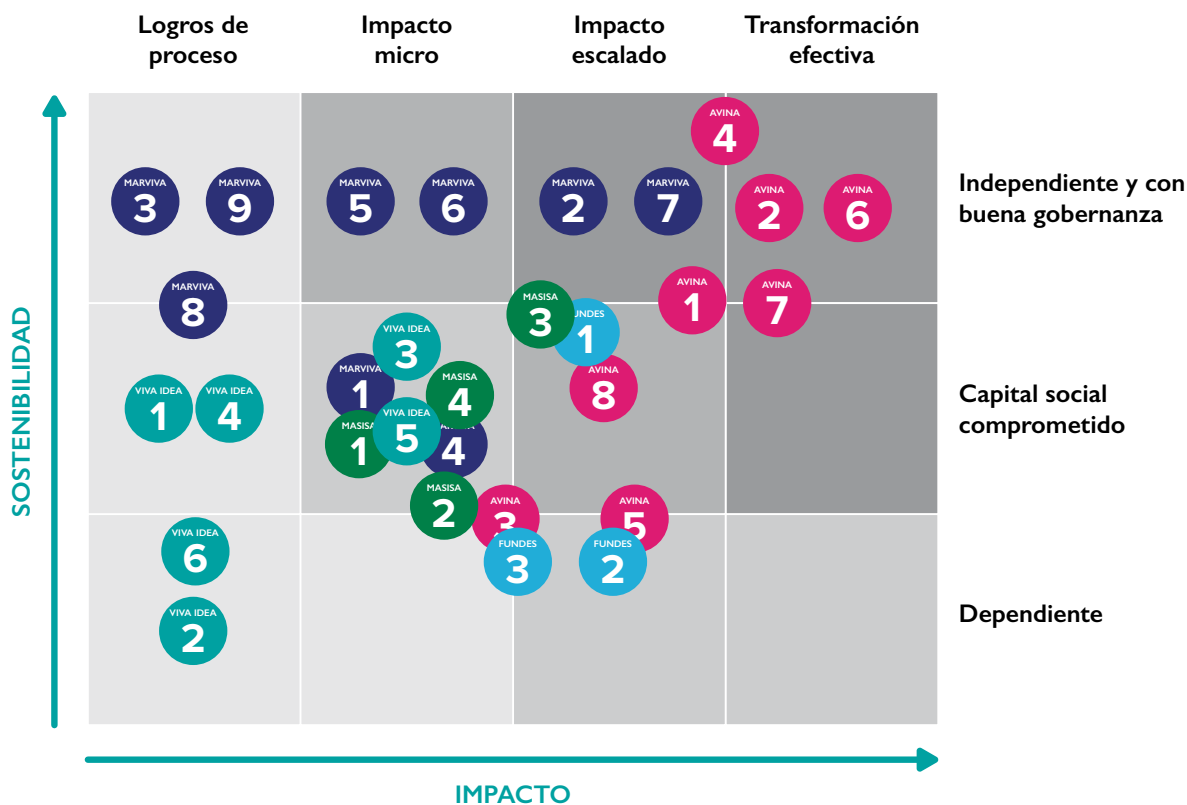 Logros de
proceso
Impacto
micro
Impacto
escalado
Transformación
efectiva
SOSTENIBILIDAD
AVINA
4
MARVIVA
3
MARVIVA
9
MARVIVA
5
MARVIVA
6
MARVIVA
2
MARVIVA
7
AVINA
2
AVINA
6
Independiente y con
buena gobernanza
MARVIVA
8
MASISA
3
FUNDES
1
AVINA
1
AVINA
7
VIVA IDEA
3
MARVIVA
1
MASISA
4
AVINA
8
VIVA IDEA
1
VIVA IDEA
4
MASISA
1
VIVA IDEA
5
4
Capital social
comprometido
MASISA
2
AVINA
3
AVINA
5
VIVA IDEA
6
FUNDES
3
FUNDES
2
VIVA IDEA
2
Dependiente
IMPACTO